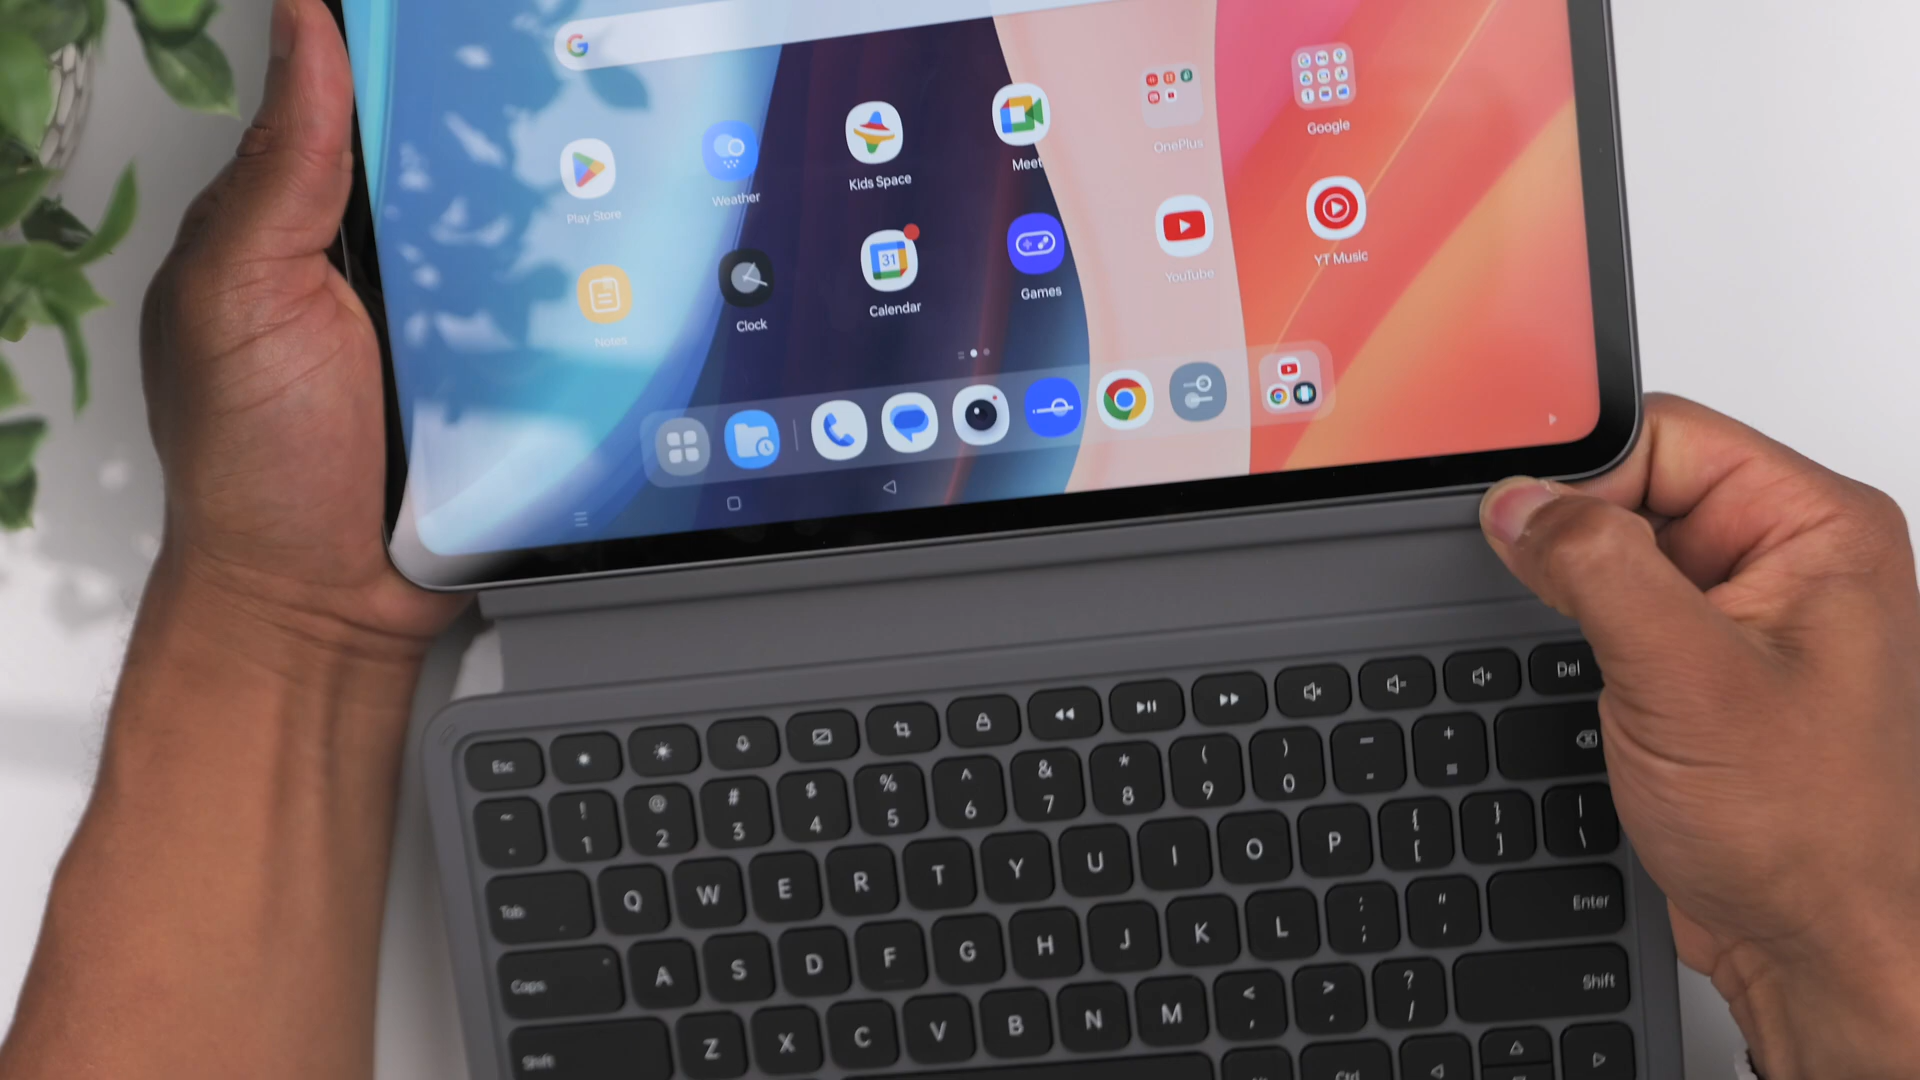 G
Kids Space
Meet
OnePlus
Google
Play Store
Weather
31
Calendar
Games
YouTube
YT Music
Notes
Clock
Esc
Del
~ ! @ # $ % ^ & * ( ) — +
1 2 3 4 5 6 7 8 9 0 - =
Tab Q W E R T Y U I O P { [ } ] | \
Caps A S D F G H J K L : ; " ' Enter
Shift Z X C V B N M < , > . ? / Shift
Ctrl